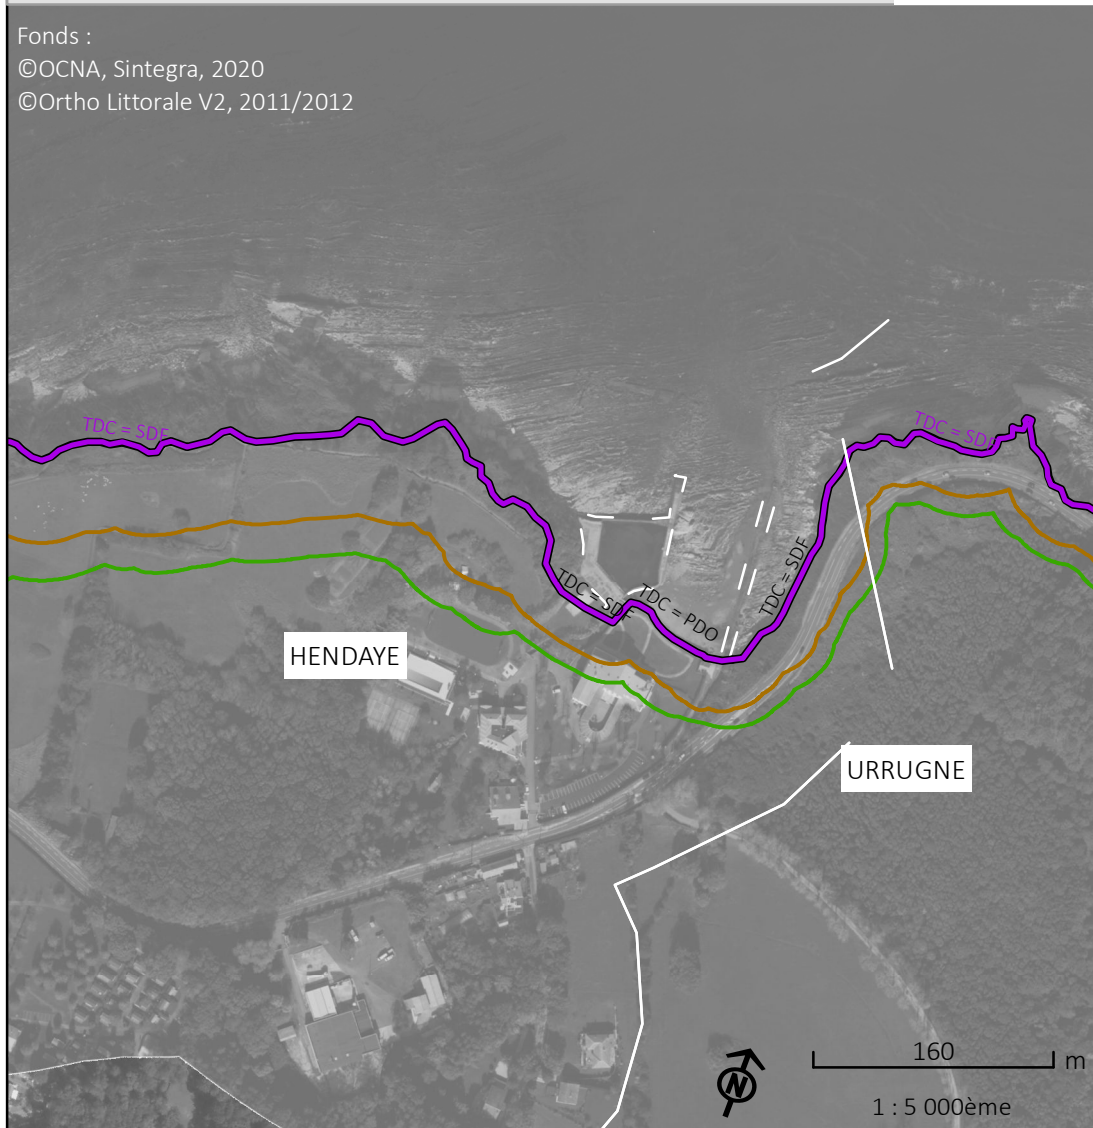 Fonds :
©OCNA, Sintegra, 2020
©Ortho Littorale V2, 2011/2012
TDC = SDF
TDC = SDF
TDC = SDF
TDC = SDF
TDC = PDO
HENDAYE
URRUGNE
N
160
m
1 : 5 000ème